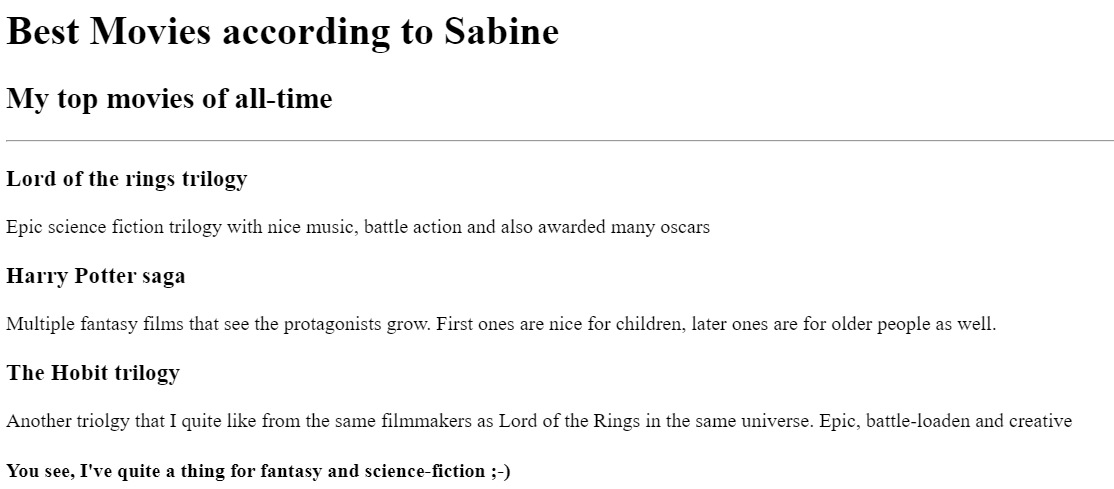 Best Movies according to Sabine
My top movies of all-time
Lord of the rings trilogy
Epic science fiction trilogy with nice music, battle action and also awarded many oscars
Harry Potter saga
Multiple fantasy films that see the protagonists grow. First ones are nice for children, later ones are for older people as well.
The Hobit trilogy
Another triolgy that I quite like from the same filmmakers as Lord of the Rings in the same universe. Epic, battle-loaden and creative
You see, I've quite a thing for fantasy and science-fiction ;-)